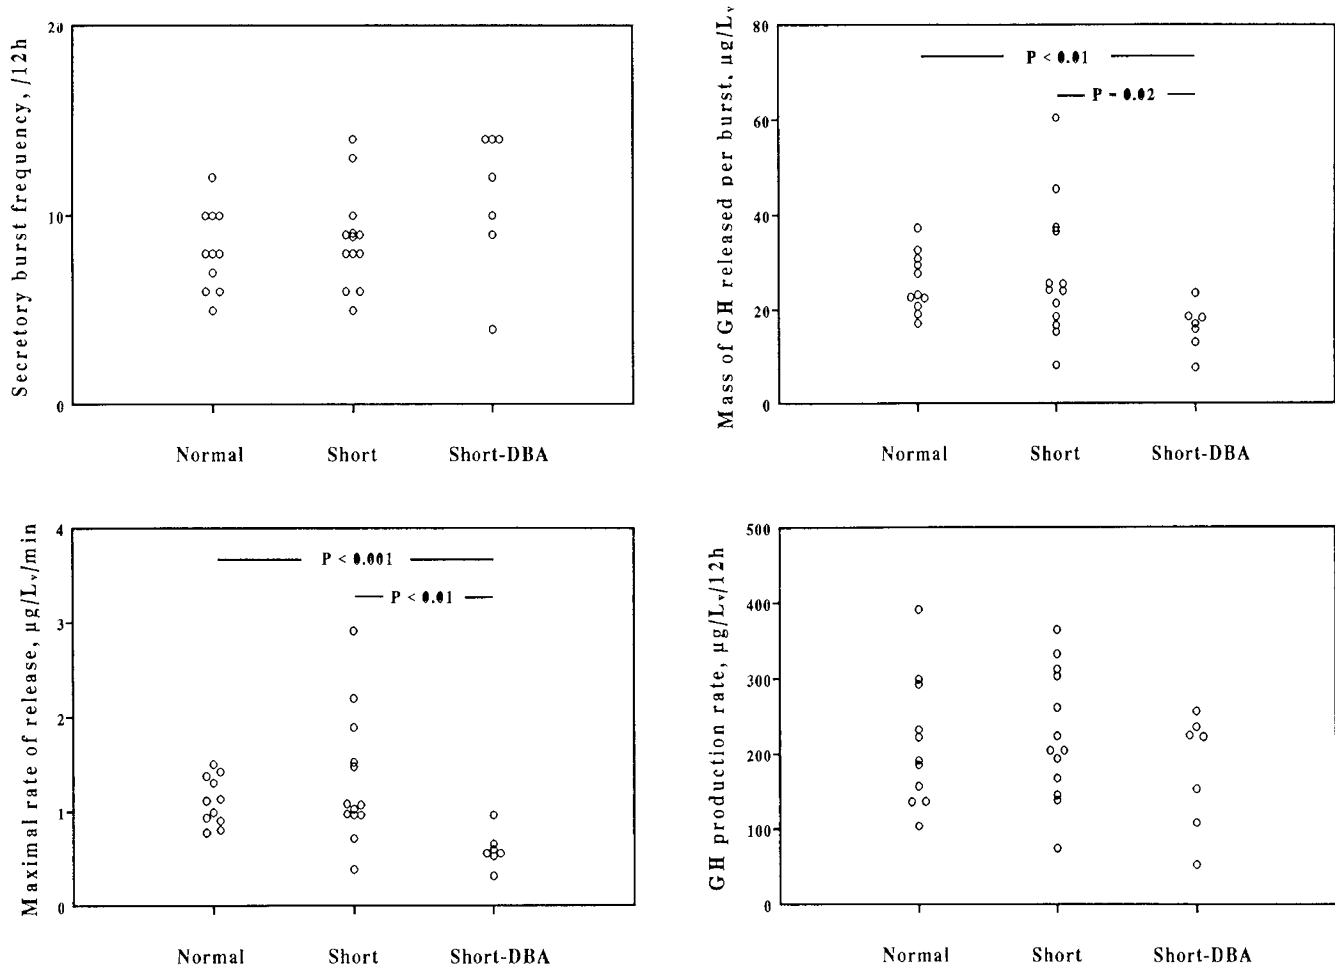 Secretory burst frequency, /12h
20
10
0
Normal Short Short-DBA
Mass of GH released per burst, µg/Lᵥ
80
P < 0.01
P - 0.02
60
40
20
0
Normal Short Short-DBA
Maximal rate of release, µg/Lᵥ/min
4
P < 0.001
P < 0.01
3
2
1
0
Normal Short Short-DBA
GH production rate, µg/Lᵥ/12h
500
400
300
200
100
0
Normal Short Short-DBA